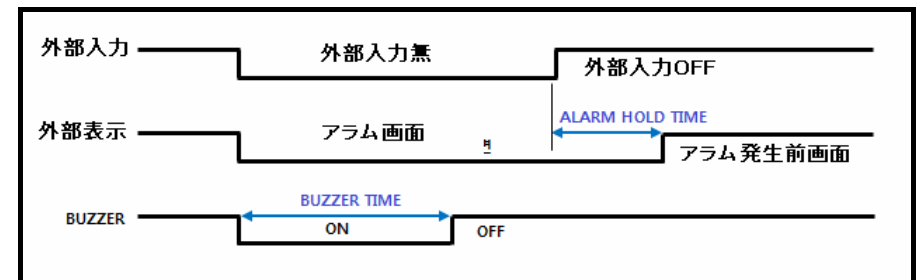 外部入力
外部入力無
外部入力OFF
外部表示
アラム画面
ALARM HOLD TIME
アラム発生前画面
BUZZER
BUZZER TIME
ON
OFF